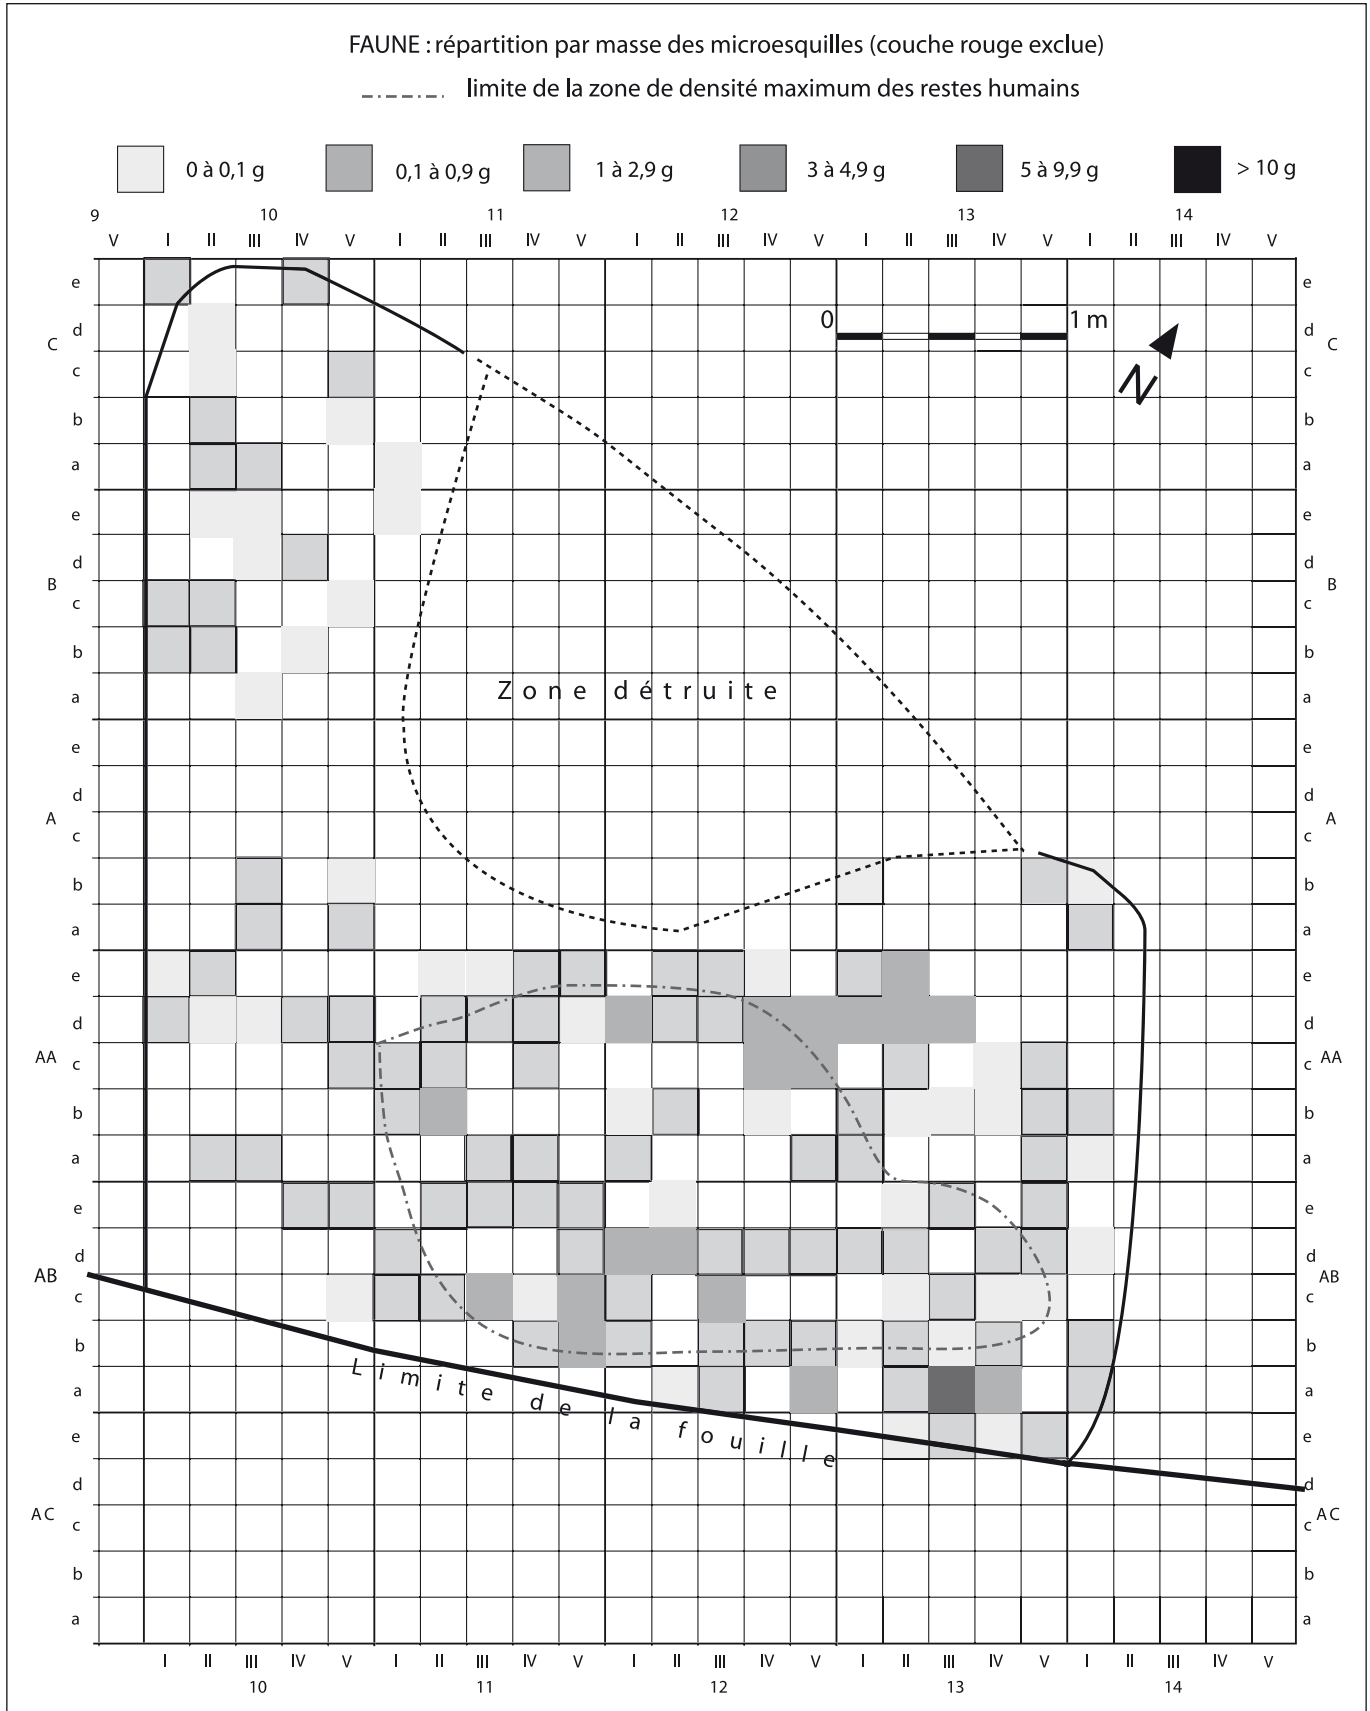 FAUNE : répartition par masse des microesquilles (couche rouge exclue)
limite de la zone de densité maximum des restes humains
0 à 0,1 g 0,1 à 0,9 g 1 à 2,9 g 3 à 4,9 g 5 à 9,9 g > 10 g
9 10 11 12 13 14
V I II III IV V I II III IV V I II III IV V I II III IV V I II III IV V
e e
0 1 m
d d
C C
c c
N
b b
a a
e e
d d
B B
c c
b b
Zone détruite
a a
e e
d d
A A
c c
b b
a a
e e
d d
AA AA
c c
b b
a a
e e
d d
AB AB
c c
b b
Limite de la fouille
a a
e e
d d
AC AC
c c
b b
a a
I II III IV V I II III IV V I II III IV V I II III IV V I II III IV V
10 11 12 13 14